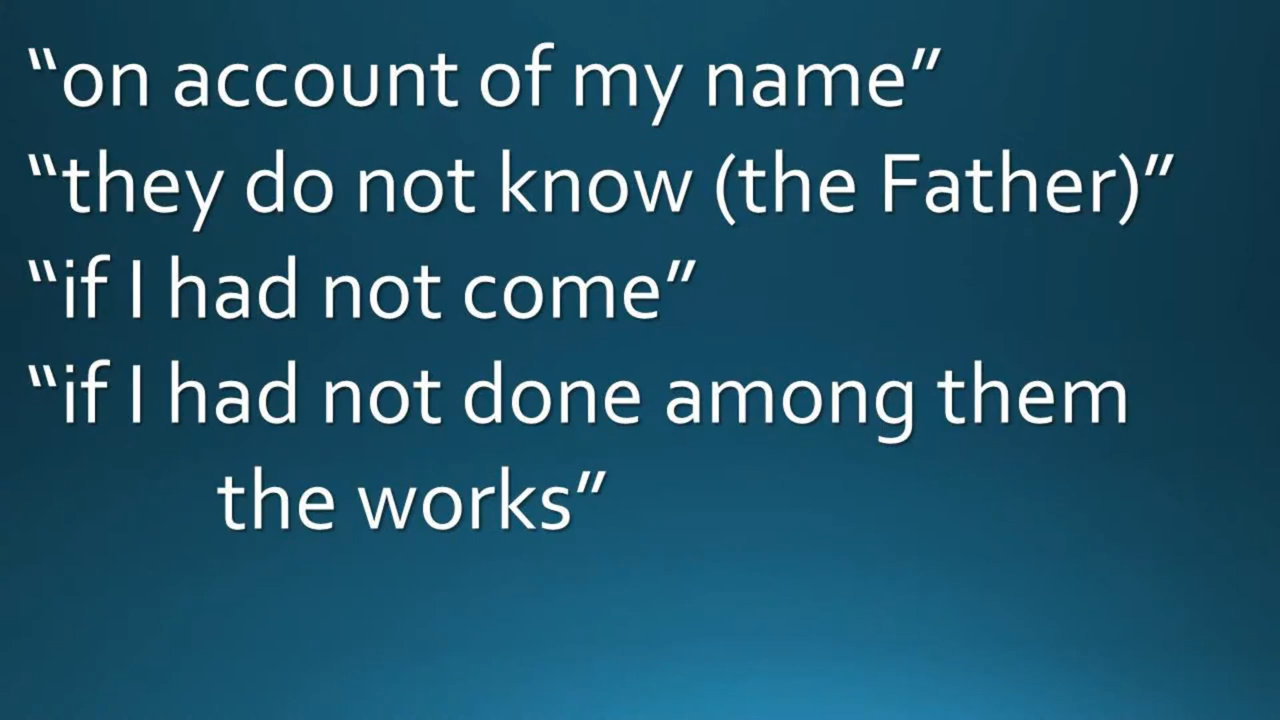 “on account of my name”
“they do not know (the Father)”
“if I had not come”
“if I had not done among them
the works”